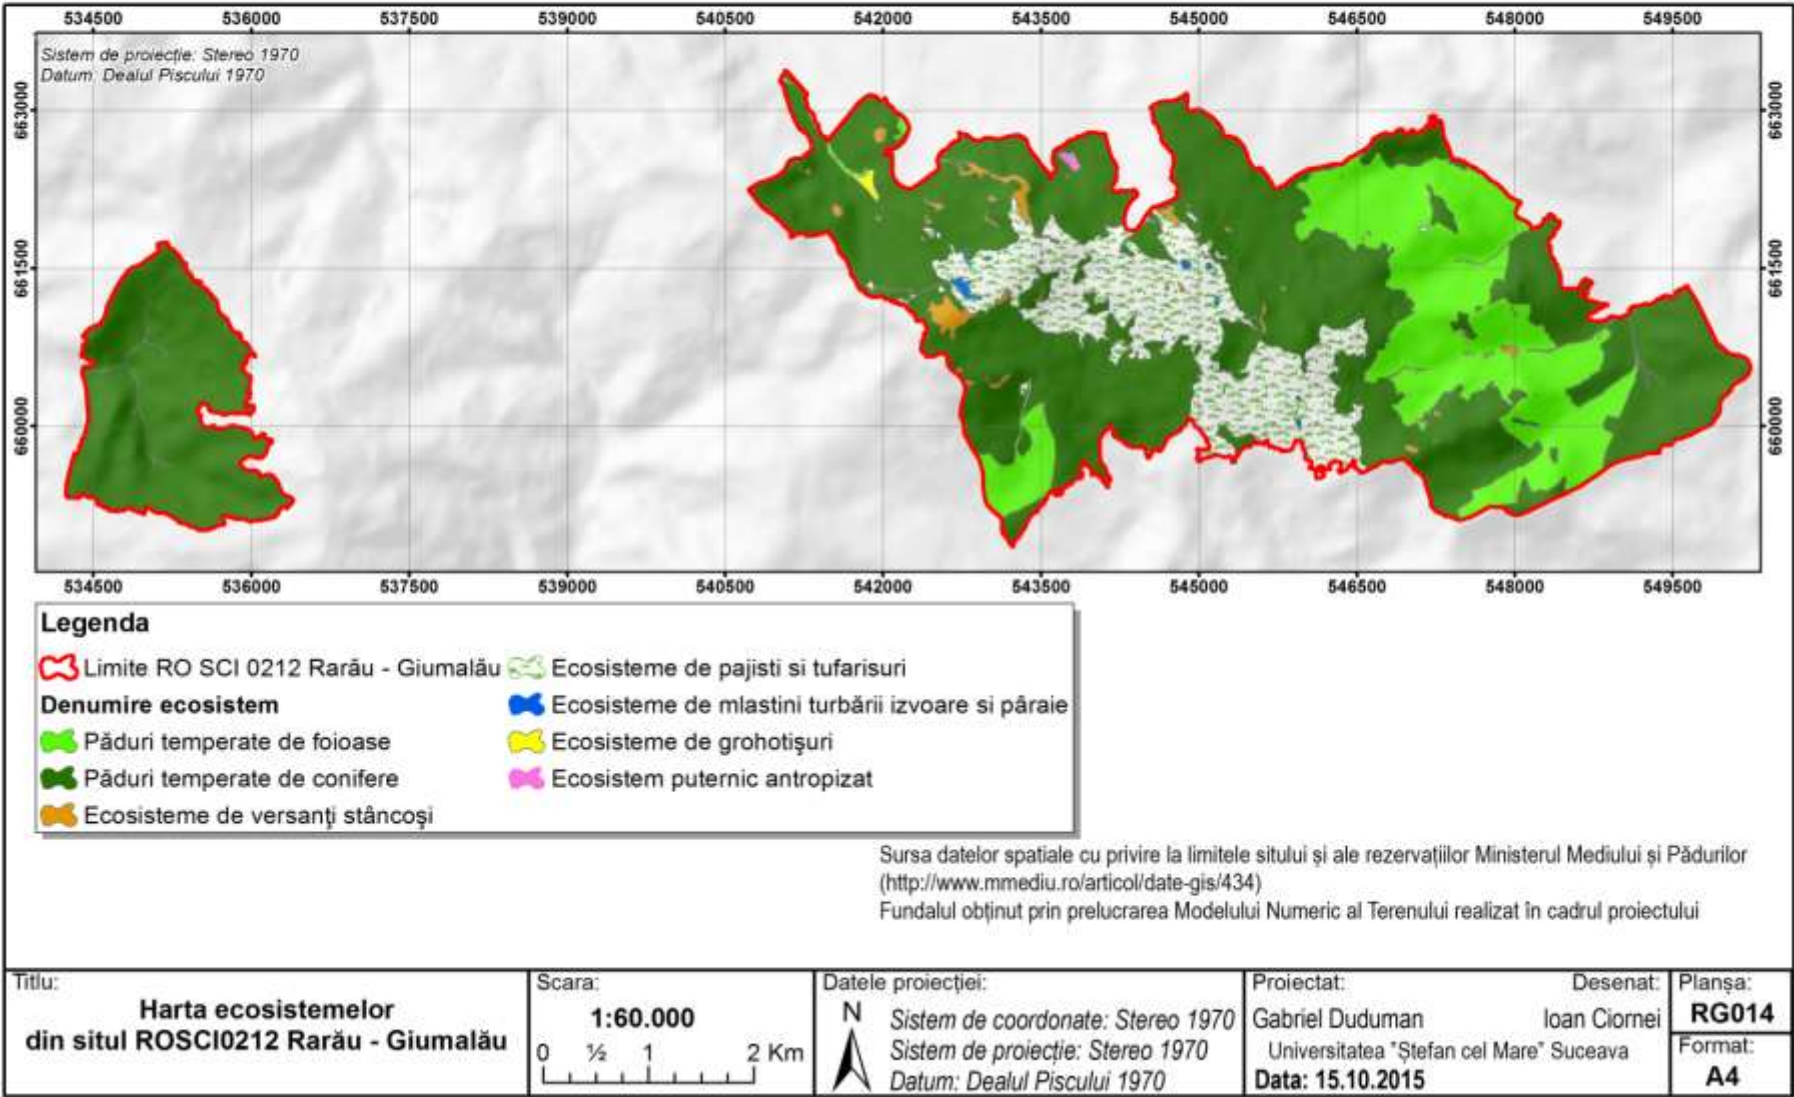 534500 536000 537500 539000 540500 542000 543500 545000 546500 548000 549500
Sistem de proiecție: Stereo 1970
Datum: Dealul Piscului 1970
663000 663000
661500 661500
660000 660000
534500 536000 537500 539000 540500 542000 543500 545000 546500 548000 549500
Legenda
Limite RO SCI 0212 Rarău - Giumalău
Denumire ecosistem
Păduri temperate de foioase
Păduri temperate de conifere
Ecosisteme de versanţi stâncoşi
Ecosisteme de pajisti si tufarisuri
Ecosisteme de mlastini turbării izvoare si pâraie
Ecosisteme de grohotişuri
Ecosistem puternic antropizat
Sursa datelor spatiale cu privire la limitele sitului și ale rezervațiilor Ministerul Mediului și Pădurilor
(http://www.mmediu.ro/articol/date-gis/434)
Fundalul obținut prin prelucrarea Modelului Numeric al Terenului realizat în cadrul proiectului
Titlu:
Harta ecosistemelor
din situl ROSCI0212 Rarău - Giumalău
Scara:
1:60.000
0 ½ 1 2 Km
Datele proiecției:
N
Sistem de coordonate: Stereo 1970
Sistem de proiecție: Stereo 1970
Datum: Dealul Piscului 1970
Proiectat: Desenat:
Gabriel Duduman Ioan Ciornei
Universitatea "Ștefan cel Mare" Suceava
Data: 15.10.2015
Planșa:
RG014
Format:
A4